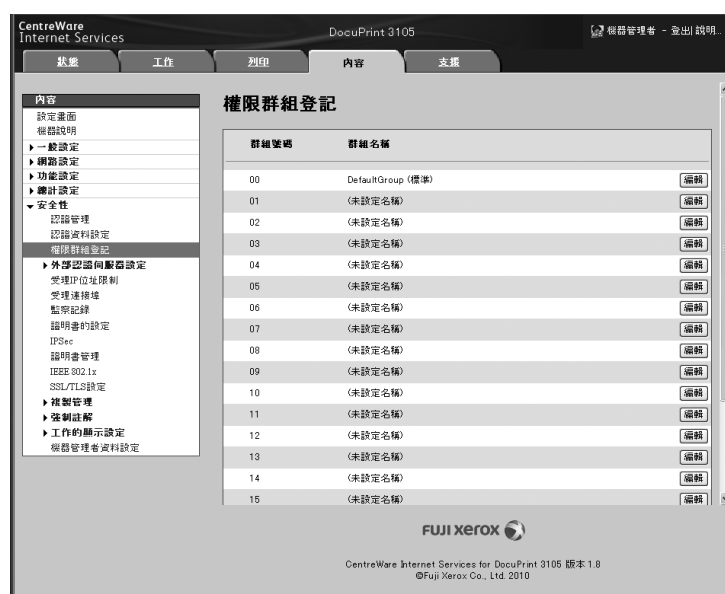 CentreWare
Internet Services
DocuPrint 3105
機器管理者 - 登出| 說明...
狀態
工作
列印
內容
支援
內容
設定畫面
機器說明
一般設定
網路設定
功能設定
總計設定
安全性
認證管理
認證資料設定
權限群組登記
外部認證伺服器設定
受理IP位址限制
受理連接埠
監察記錄
證明書的設定
IPSec
證明書管理
IEEE 802.1x
SSL/TLS設定
複製管理
強制註解
工作的顯示設定
機器管理者資料設定
權限群組登記
群組號碼 群組名稱
00 DefaultGroup (標準) 編輯
01 (未設定名稱) 編輯
02 (未設定名稱) 編輯
03 (未設定名稱) 編輯
04 (未設定名稱) 編輯
05 (未設定名稱) 編輯
06 (未設定名稱) 編輯
07 (未設定名稱) 編輯
08 (未設定名稱) 編輯
09 (未設定名稱) 編輯
10 (未設定名稱) 編輯
11 (未設定名稱) 編輯
12 (未設定名稱) 編輯
13 (未設定名稱) 編輯
14 (未設定名稱) 編輯
15 (未設定名稱) 編輯
FUJI xerox
CentreWare Internet Services for DocuPrint 3105 版本 1.8
©Fuji Xerox Co., Ltd. 2010